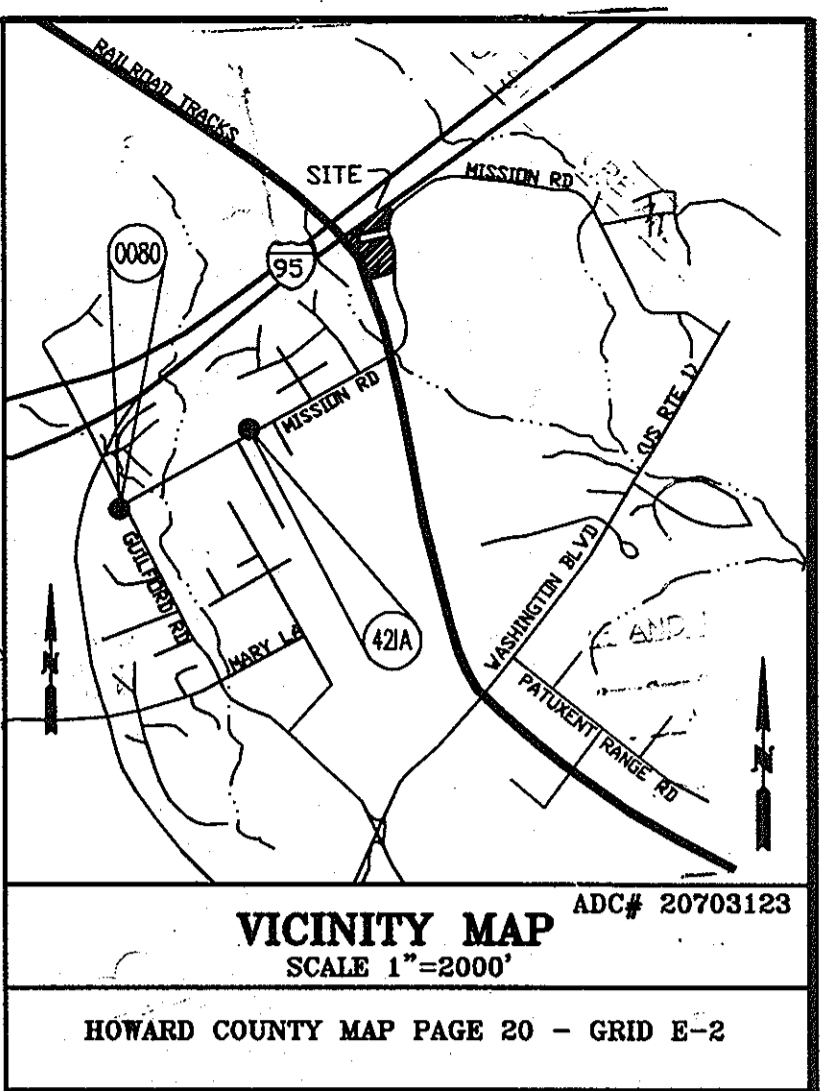 RAILROAD TRACKS
SITE
MISSION RD
0080
95
MISSION RD
(US RTE 1)
GUILFORD RD
WASHINGTON BLVD
421A
MARY LA
AND
N
PATUXENT RANGE RD
N
ADC# 20703123
VICINITY MAP
SCALE 1"=2000'
HOWARD COUNTY MAP PAGE 20 - GRID E-2